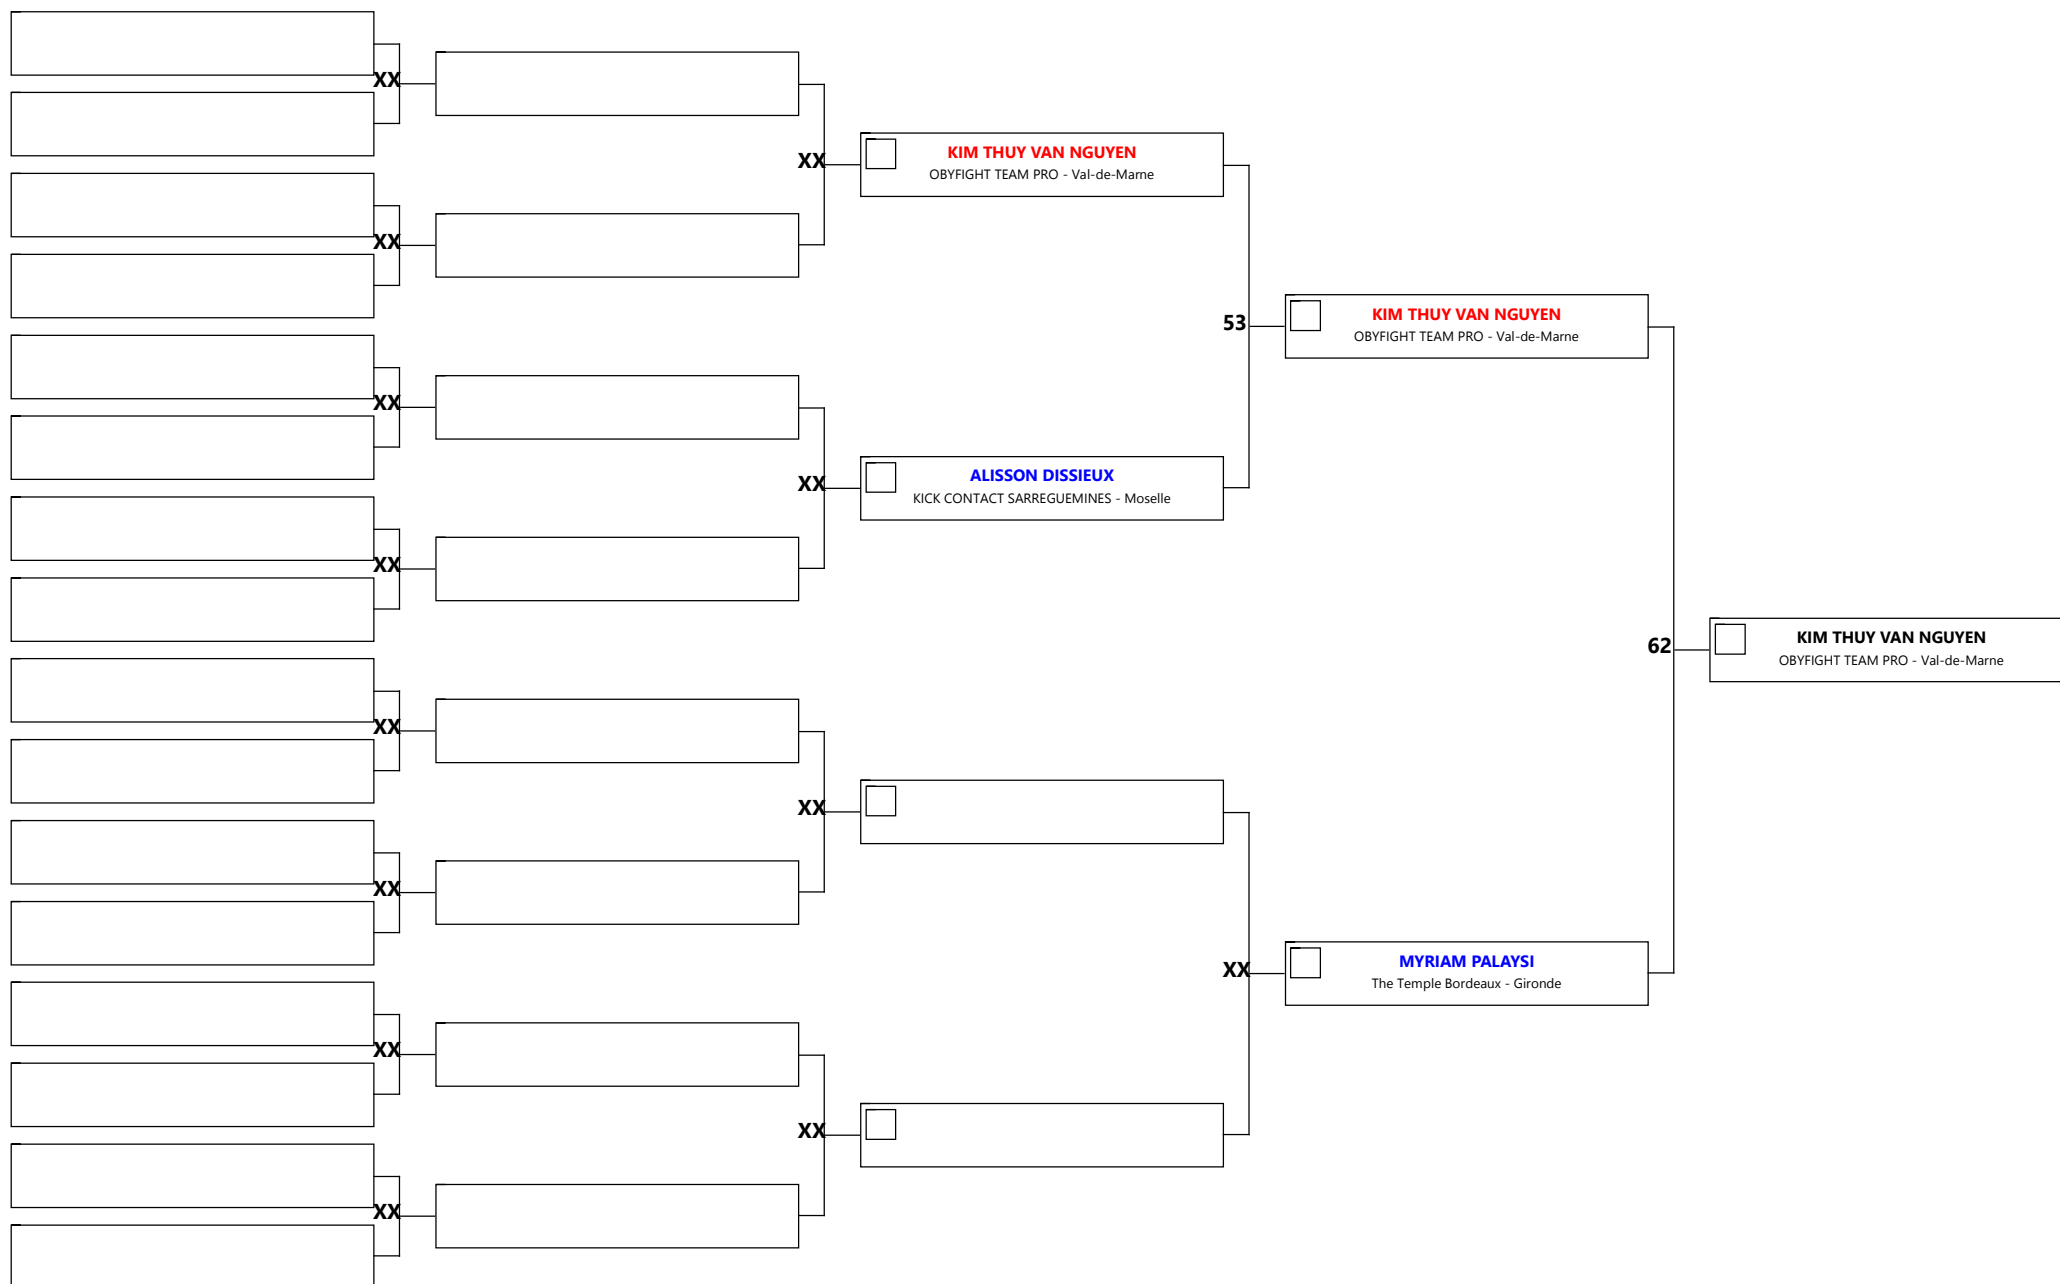 XX
XX
KIM THUY VAN NGUYEN
OBYFIGHT TEAM PRO - Val-de-Marne
XX
53
KIM THUY VAN NGUYEN
OBYFIGHT TEAM PRO - Val-de-Marne
XX
XX
ALISSON DISSIEUX
KICK CONTACT SARREGUEMINES - Moselle
XX
62
KIM THUY VAN NGUYEN
OBYFIGHT TEAM PRO - Val-de-Marne
XX
XX
XX
XX
MYRIAM PALAYSI
The Temple Bordeaux - Gironde
XX
XX
XX